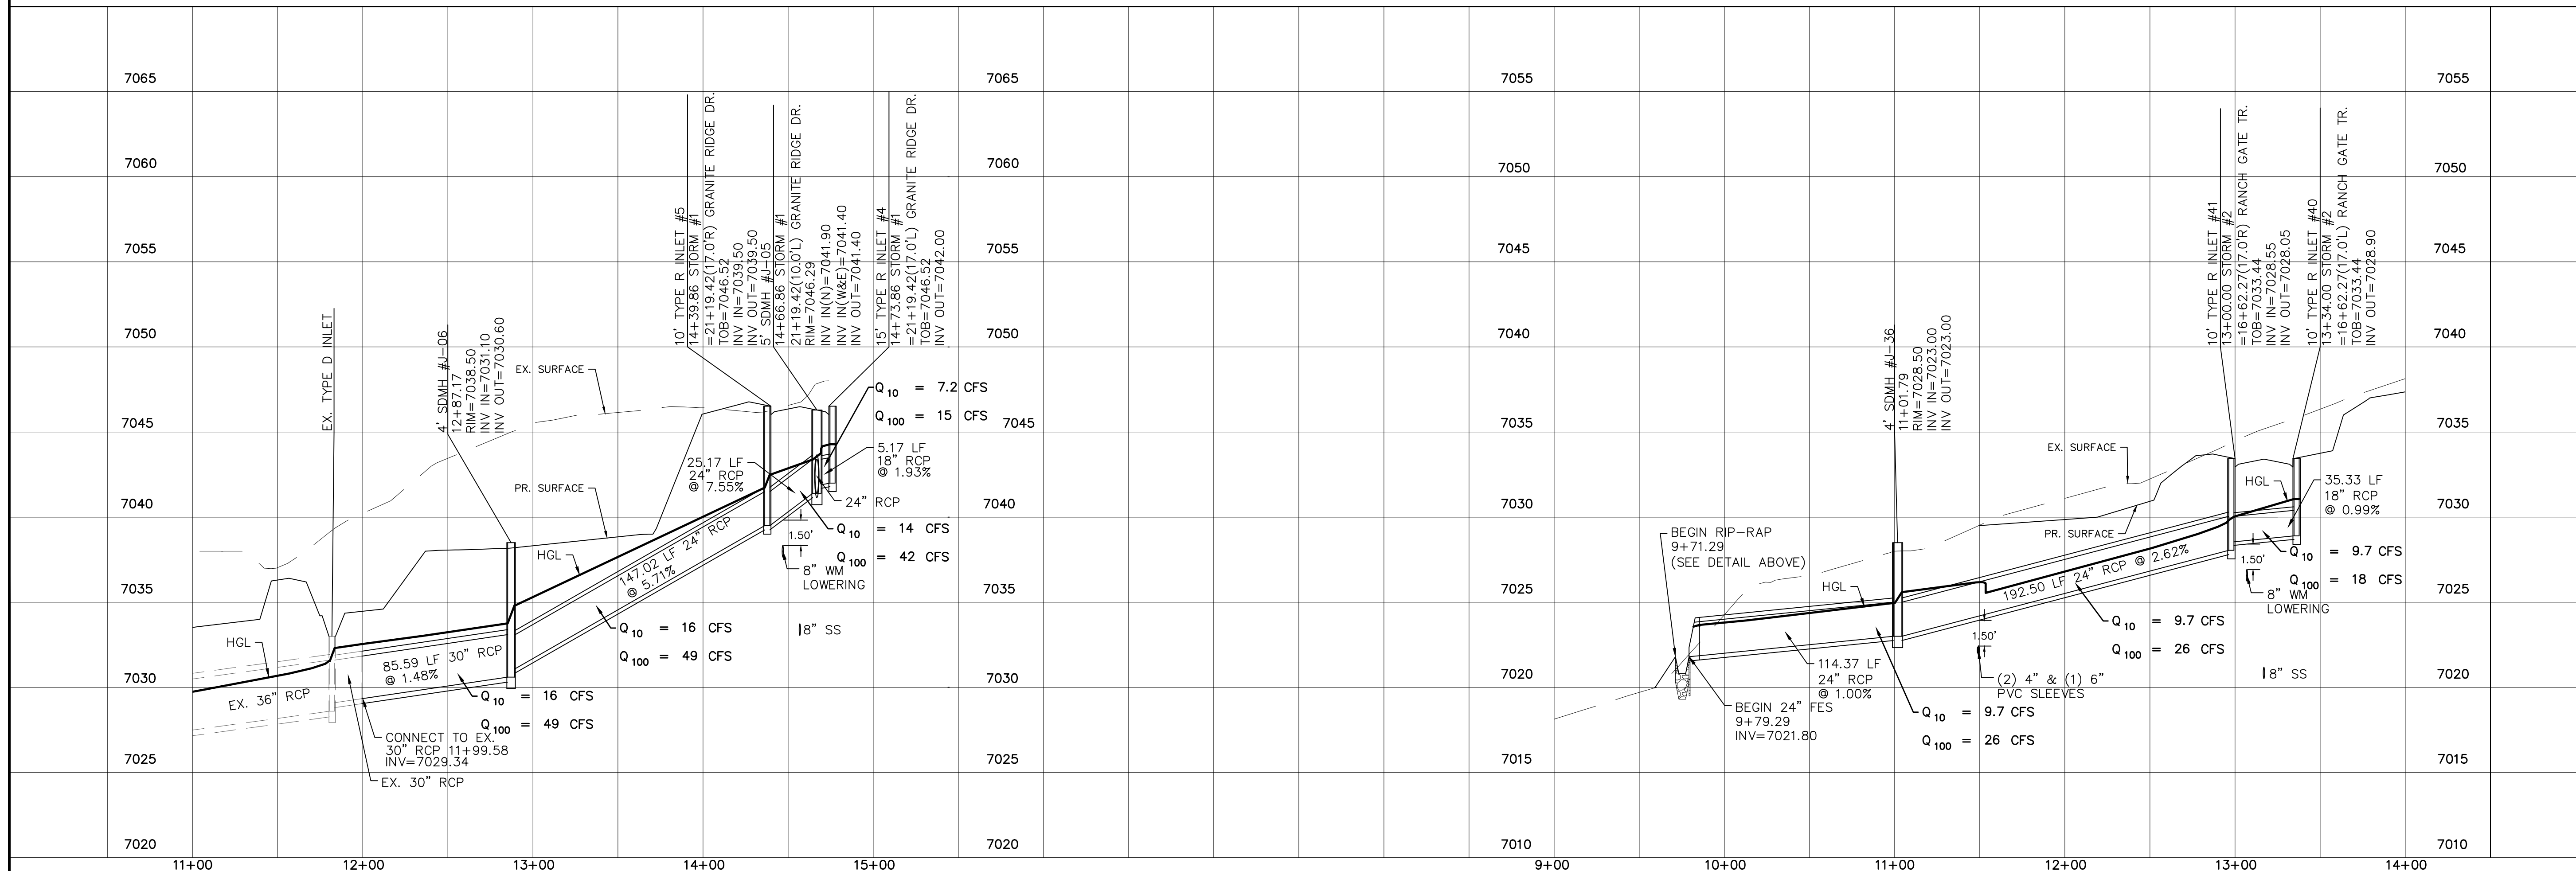 7065
7065
7060
7060
7055
7055
7050
7050
7045
7045
7040
7040
7035
7035
7030
7030
7025
7025
7020
7020
11+00
12+00
13+00
14+00
15+00
EX. TYPE D INLET
4' SDMH #J-06
12+87.17
RIM=7038.50
INV IN=7031.10
INV OUT=7030.60
10' TYPE R INLET #5
14+39.86 STORM #1
=21+19.42(17.0'R) GRANITE RIDGE DR.
TOB=7046.52
INV IN=7039.50
INV OUT=7039.50
5' SDMH #J-05
14+66.86 STORM #1
21+19.42(10.0'L) GRANITE RIDGE DR.
RIM=7046.29
INV IN(N)=7041.90
INV IN(W&E)=7041.40
INV OUT=7041.40
15' TYPE R INLET #4
14+73.86 STORM #1
=21+19.42(17.0'L) GRANITE RIDGE DR.
TOB=7046.52
INV OUT=7042.00
EX. SURFACE
PR. SURFACE
HGL
HGL
EX. 36" RCP
85.59 LF 30" RCP
@ 1.48%
147.02 LF 24" RCP
@ 5.71%
25.17 LF
24" RCP
@ 7.55%
Q10 = 7.2 CFS
Q100 = 15 CFS
5.17 LF
18" RCP
@ 1.93%
24" RCP
Q10 = 14 CFS
Q100 = 42 CFS
1.50'
8" WM
LOWERING
8" SS
Q10 = 16 CFS
Q100 = 49 CFS
Q10 = 16 CFS
Q100 = 49 CFS
CONNECT TO EX.
30" RCP 11+99.58
INV=7029.34
EX. 30" RCP
7055
7055
7050
7050
7045
7045
7040
7040
7035
7035
7030
7030
7025
7025
7020
7020
7015
7015
7010
7010
9+00
10+00
11+00
12+00
13+00
14+00
4' SDMH #J-36
11+01.79
RIM=7028.50
INV IN=7023.00
INV OUT=7023.00
10' TYPE R INLET #41
13+00.00 STORM #2
=16+62.27(17.0'R) RANCH GATE TR.
TOB=7033.44
INV IN=7028.55
INV OUT=7028.05
10' TYPE R INLET #40
13+34.00 STORM #2
=16+62.27(17.0'L) RANCH GATE TR.
TOB=7033.44
INV OUT=7028.90
EX. SURFACE
PR. SURFACE
HGL
HGL
BEGIN RIP-RAP
9+71.29
(SEE DETAIL ABOVE)
BEGIN 24" FES
9+79.29
INV=7021.80
114.37 LF
24" RCP
@ 1.00%
Q10 = 9.7 CFS
Q100 = 26 CFS
192.50 LF 24" RCP @ 2.62%
Q10 = 9.7 CFS
Q100 = 26 CFS
1.50'
(2) 4" & (1) 6"
PVC SLEEVES
35.33 LF
18" RCP
@ 0.99%
Q10 = 9.7 CFS
Q100 = 18 CFS
1.50'
8" WM
LOWERING
8" SS